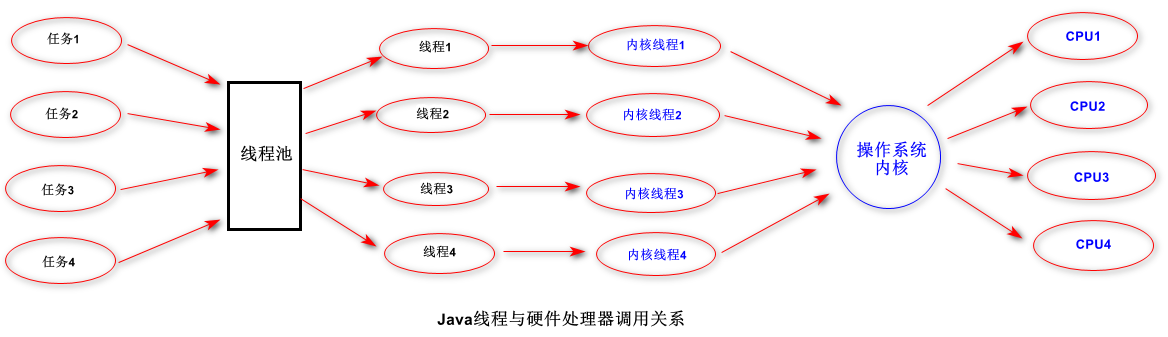 任务1
任务2
任务3
任务4
线程池
线程1
线程2
线程3
线程4
内核线程1
内核线程2
内核线程3
内核线程4
操作系统
内核
CPU1
CPU2
CPU3
CPU4
Java线程与硬件处理器调用关系